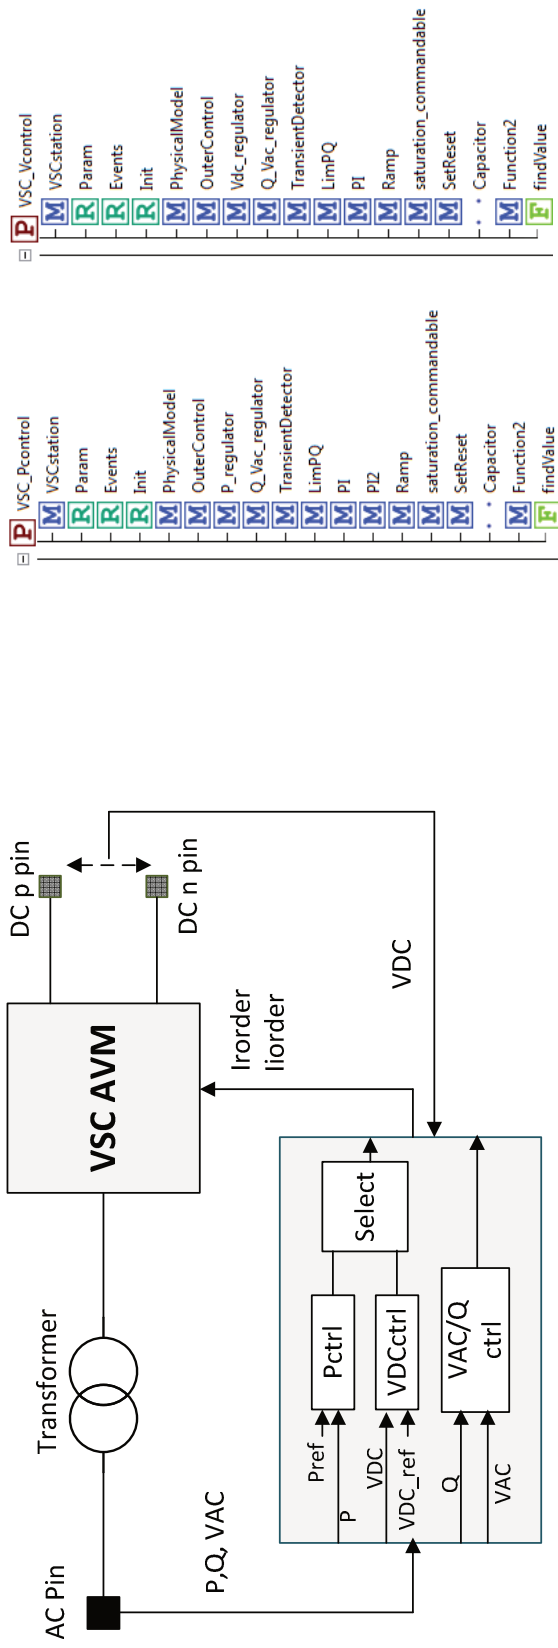 AC Pin
Transformer
VSC AVM
DC p pin
DC n pin
P,Q, VAC
Irorder
Iiorder
VDC
Pref
P
VDC
VDC_ref
Q
VAC
Pctrl
VDCctrl
VAC/Q
ctrl
Select
P VSC_Pcontrol
M VSCstation
R Param
R Events
R Init
M PhysicalModel
M OuterControl
M P_regulator
M Q_Vac_regulator
M TransientDetector
M LimPQ
M PI
M PI2
M Ramp
M saturation_commandable
M SetReset
Capacitor
M Function2
F findValue
P VSC_Vcontrol
M VSCstation
R Param
R Events
R Init
M PhysicalModel
M OuterControl
M Vdc_regulator
M Q_Vac_regulator
M TransientDetector
M LimPQ
M PI
M Ramp
M saturation_commandable
M SetReset
Capacitor
M Function2
F findValue